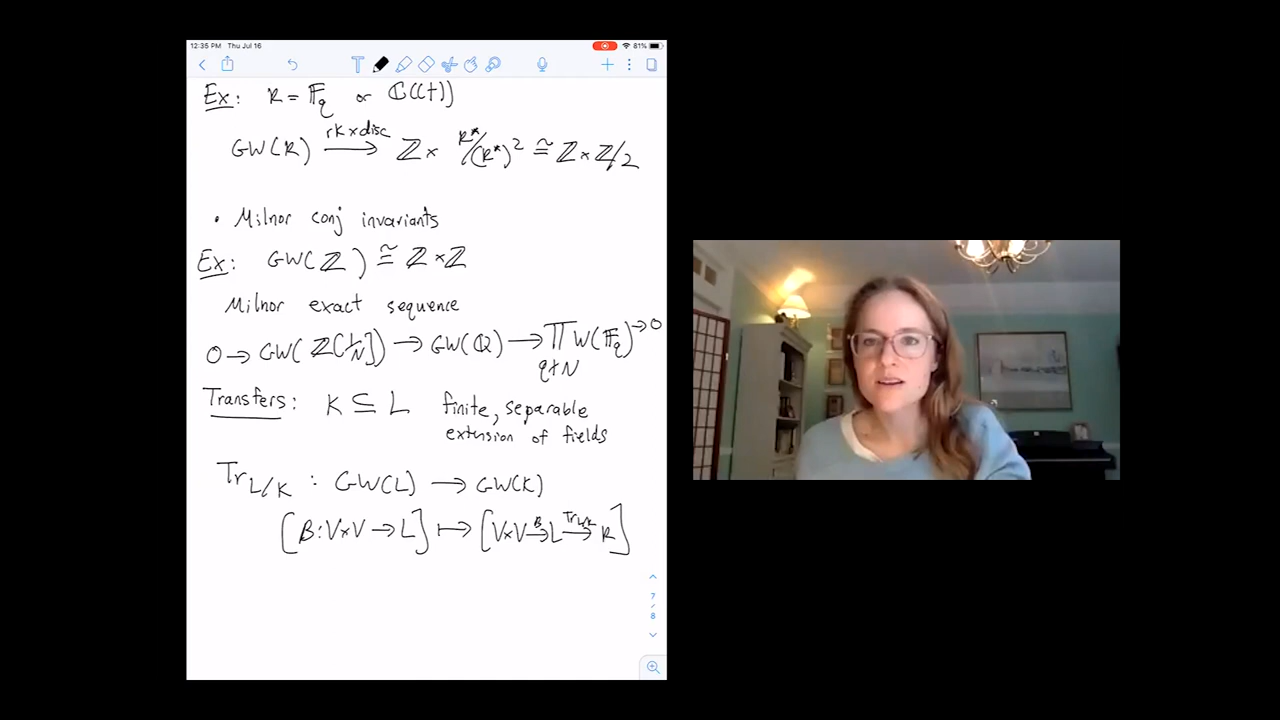 12:35 PM Thu Jul 16
81%
T
Ex: k = 𝔽_q or ℂ((t))
GW(k) —rk×disc→ ℤ × k*/(k*)² ≅ ℤ × ℤ/2
• Milnor conj invariants
Ex: GW(ℤ) ≅ ℤ × ℤ
Milnor exact sequence
0 → GW(ℤ[1/N]) → GW(ℚ) → ∏_{q∤N} W(𝔽_q) → 0
Transfers: K ⊆ L finite, separable
extension of fields
Tr_{L/K} : GW(L) → GW(K)
[B: V×V → L] ↦ [V×V —B→ L —Tr_{L/K}→ K]
7
/
8